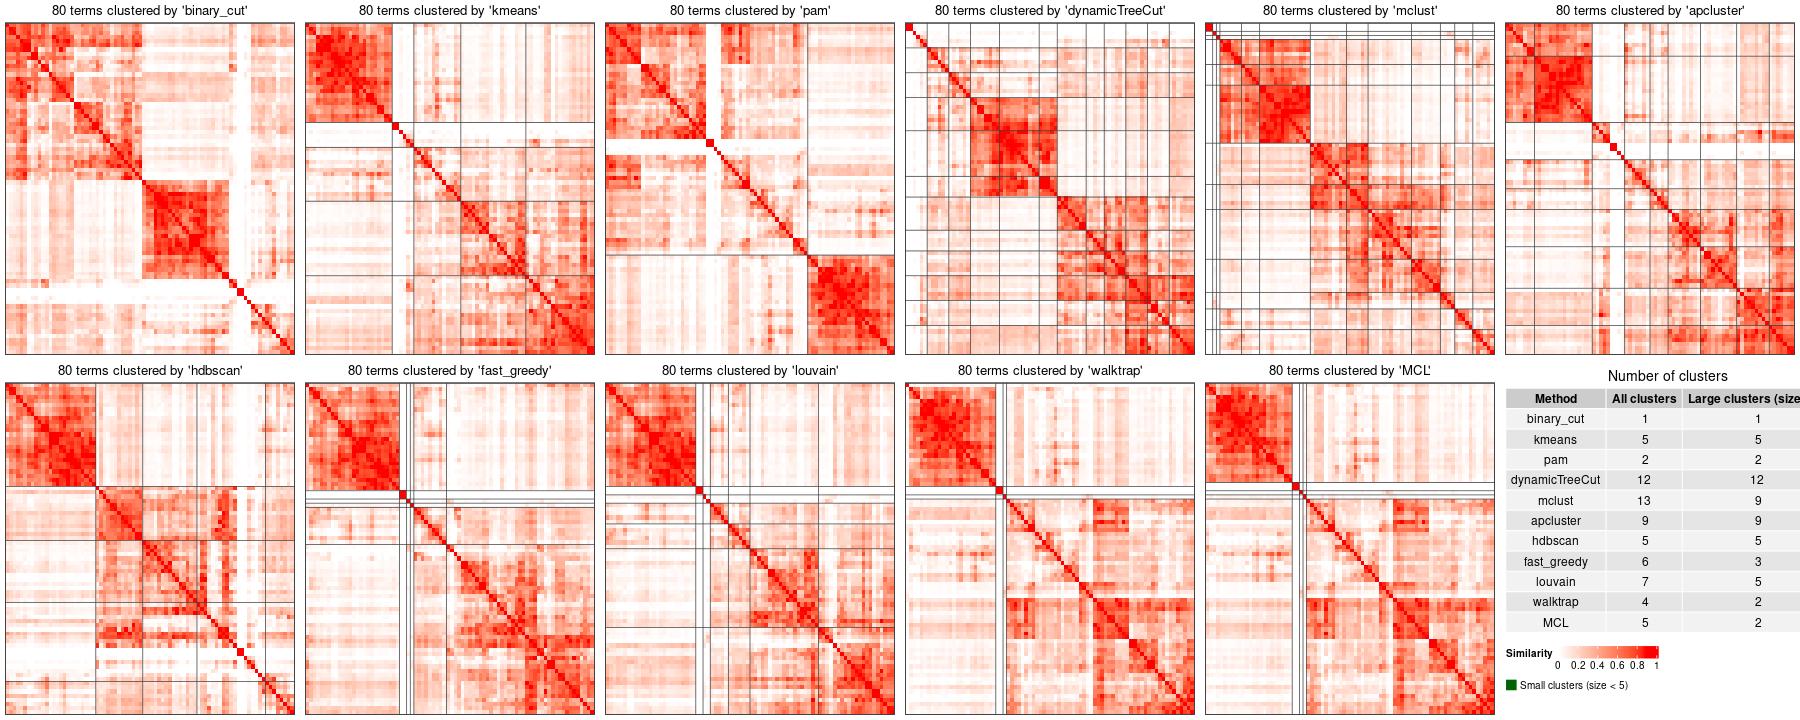 80 terms clustered by 'binary_cut'
80 terms clustered by 'kmeans'
80 terms clustered by 'pam'
80 terms clustered by 'dynamicTreeCut'
80 terms clustered by 'mclust'
80 terms clustered by 'apcluster'
80 terms clustered by 'hdbscan'
80 terms clustered by 'fast_greedy'
80 terms clustered by 'louvain'
80 terms clustered by 'walktrap'
80 terms clustered by 'MCL'
Number of clusters
Method All clusters Large clusters (size
binary_cut 1 1
kmeans 5 5
pam 2 2
dynamicTreeCut 12 12
mclust 13 9
apcluster 9 9
hdbscan 5 5
fast_greedy 6 3
louvain 7 5
walktrap 4 2
MCL 5 2
Similarity
0 0.2 0.4 0.6 0.8 1
Small clusters (size < 5)